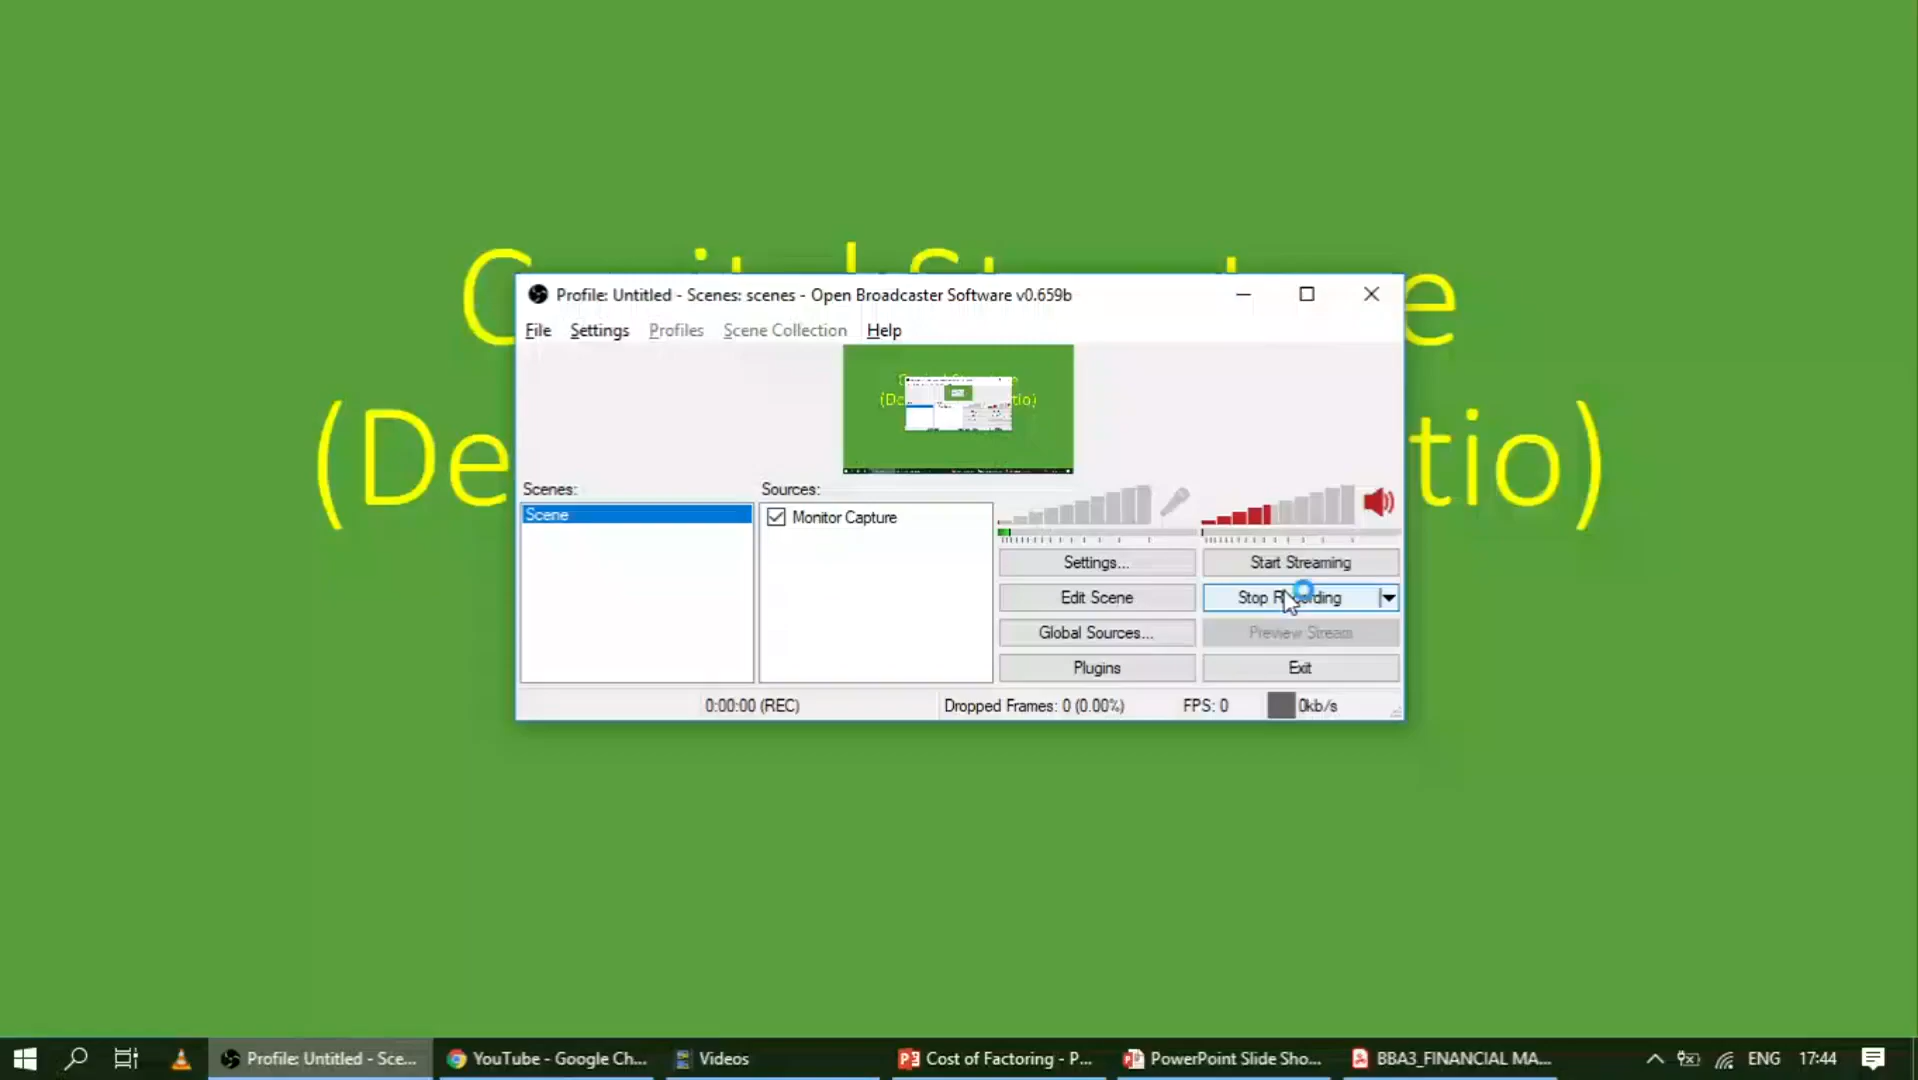 Profile: Untitled - Scenes: scenes - Open Broadcaster Software v0.659b
File Settings Profiles Scene Collection Help
e
(De
tio)
Scenes:
Sources:
Scene
Monitor Capture
Settings...
Start Streaming
Edit Scene
Stop Recording
Global Sources...
Preview Stream
Plugins
Exit
0:00:00 (REC)
Dropped Frames: 0 (0.00%)
FPS: 0
0kb/s
Profile: Untitled - Sce...
YouTube - Google Ch...
Videos
Cost of Factoring - P...
PowerPoint Slide Sho...
BBA3_FINANCIAL MA...
ENG
17:44